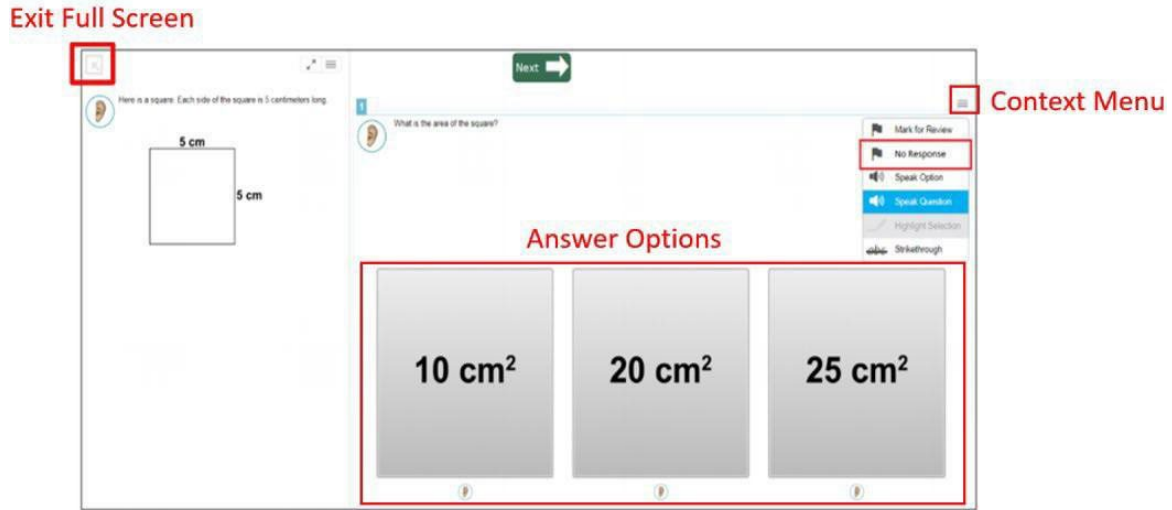 Exit Full Screen
Next
Here is a square. Each side of the square is 5 centimeters long.
5 cm
5 cm
1
What is the area of the square?
Context Menu
Mark for Review
No Response
Speak Option
Speak Question
Highlight Selection
abc Strikethrough
Answer Options
10 cm²
20 cm²
25 cm²